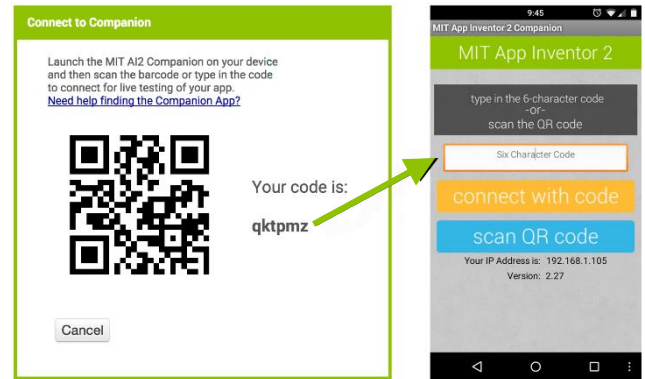 Connect to Companion
Launch the MIT AI2 Companion on your device
and then scan the barcode or type in the code
to connect for live testing of your app.
Need help finding the Companion App?
Your code is:
qktpmz
Cancel
9:45
MIT App Inventor 2 Companion
MIT App Inventor 2
type in the 6-character code
-or-
scan the QR code
Six Character Code
connect with code
scan QR code
Your IP Address is: 192.168.1.105
Version: 2.27